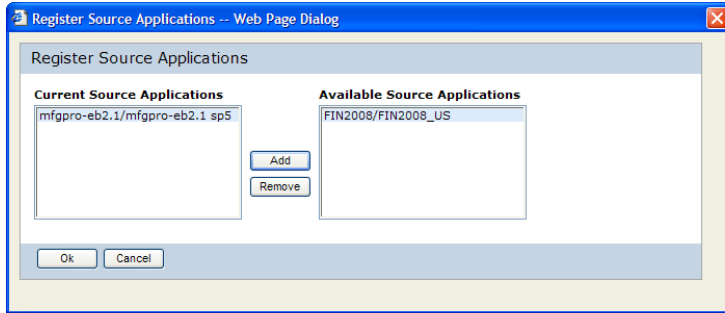 Register Source Applications -- Web Page Dialog
Register Source Applications
Current Source Applications
mfgpro-eb2.1/mfgpro-eb2.1 sp5
Available Source Applications
FIN2008/FIN2008_US
Add
Remove
Ok
Cancel